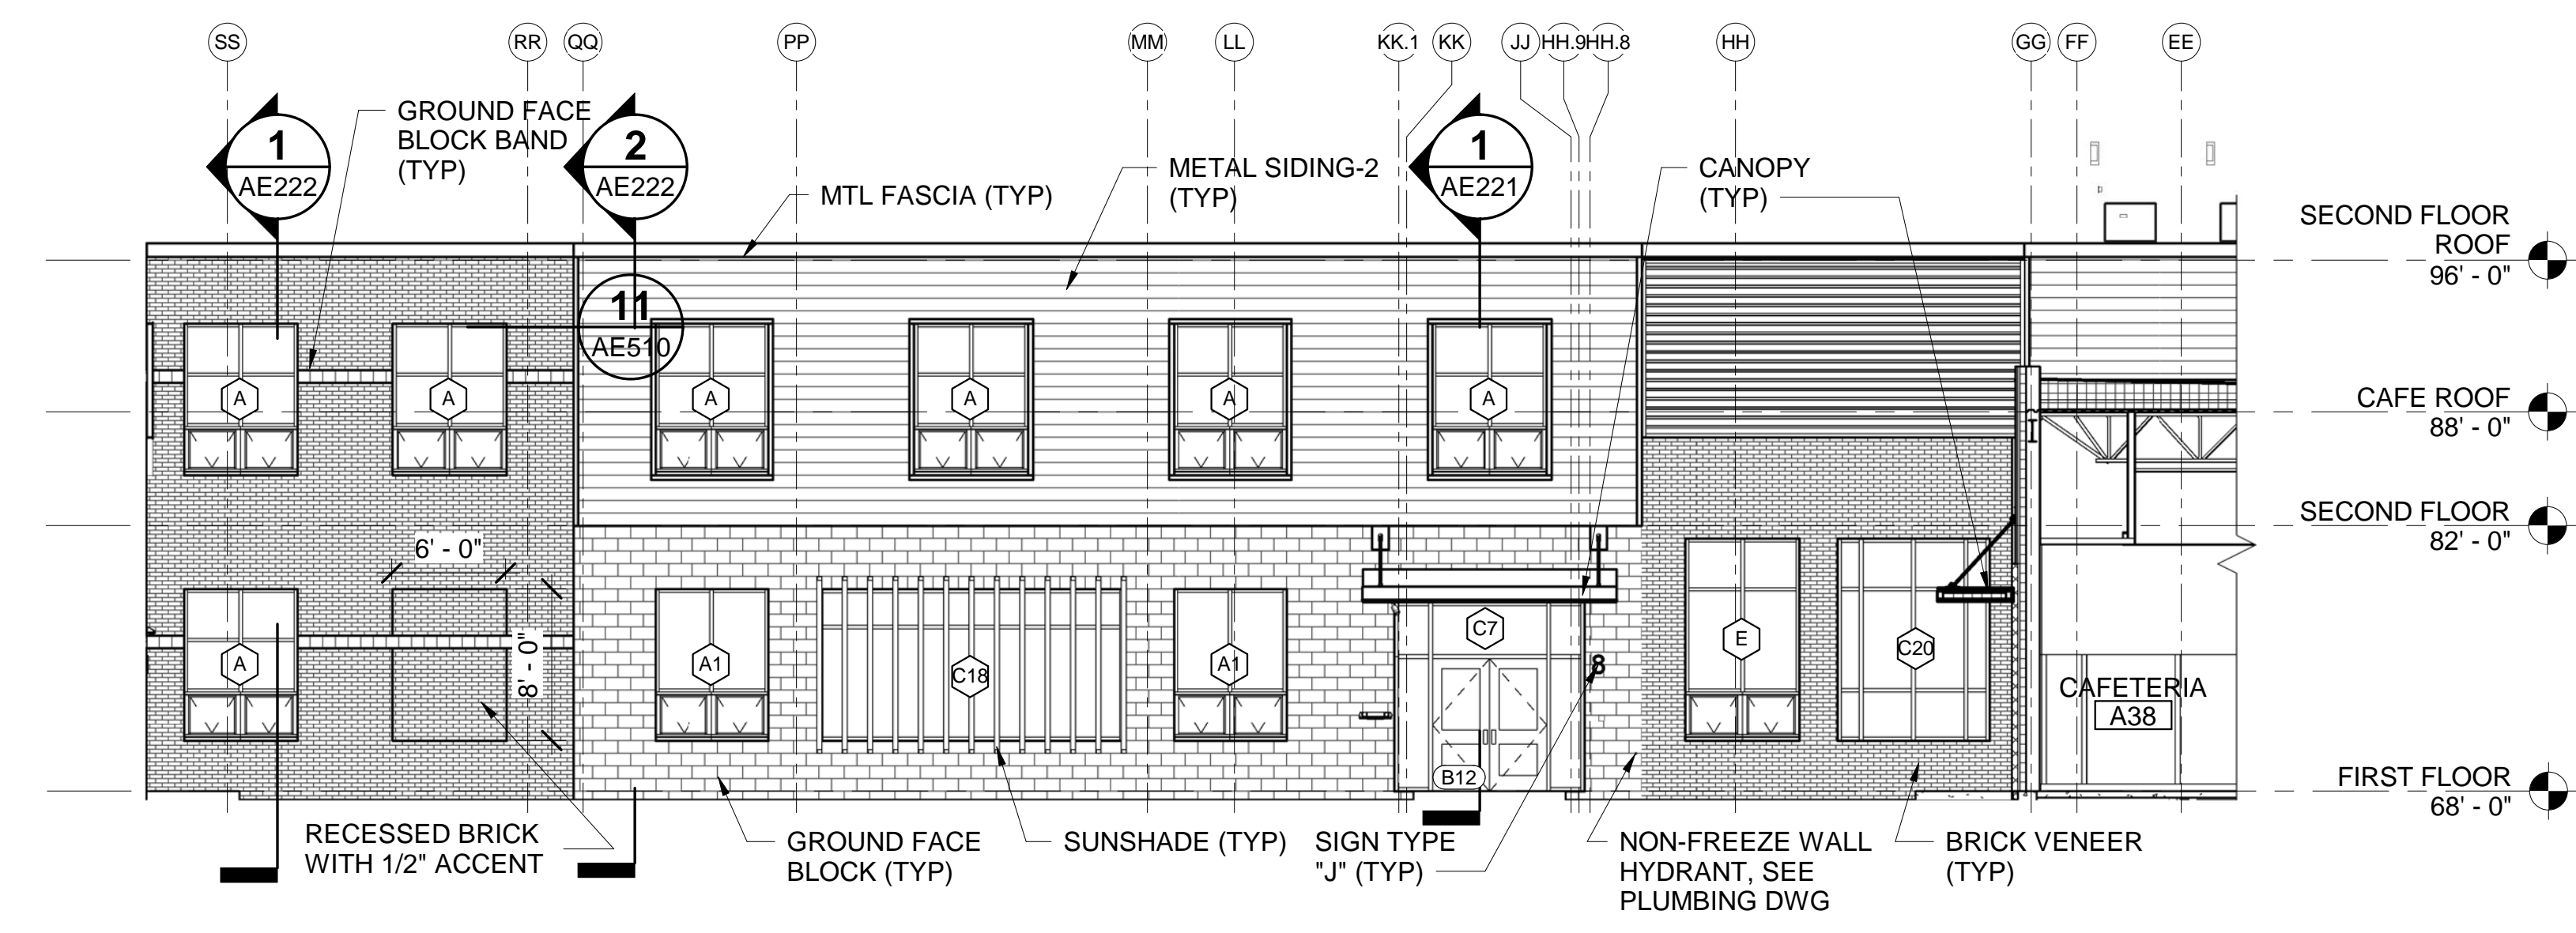 SS
RR
QQ
PP
MM
LL
KK.1
KK
JJ
HH.9
HH.8
HH
GG
FF
EE
GROUND FACE
BLOCK BAND
(TYP)
1
AE222
2
AE222
MTL FASCIA (TYP)
METAL SIDING-2
(TYP)
1
AE221
CANOPY
(TYP)
SECOND FLOOR
ROOF
96' - 0"
11
AE510
A
A
A
A
A
A
CAFE ROOF
88' - 0"
SECOND FLOOR
82' - 0"
6' - 0"
8' - 0"
A
A1
C18
A1
C7
8
E
C20
B12
CAFETERIA
A38
FIRST FLOOR
68' - 0"
RECESSED BRICK
WITH 1/2" ACCENT
GROUND FACE
BLOCK (TYP)
SUNSHADE (TYP)
SIGN TYPE
"J" (TYP)
NON-FREEZE WALL
HYDRANT, SEE
PLUMBING DWG
BRICK VENEER
(TYP)